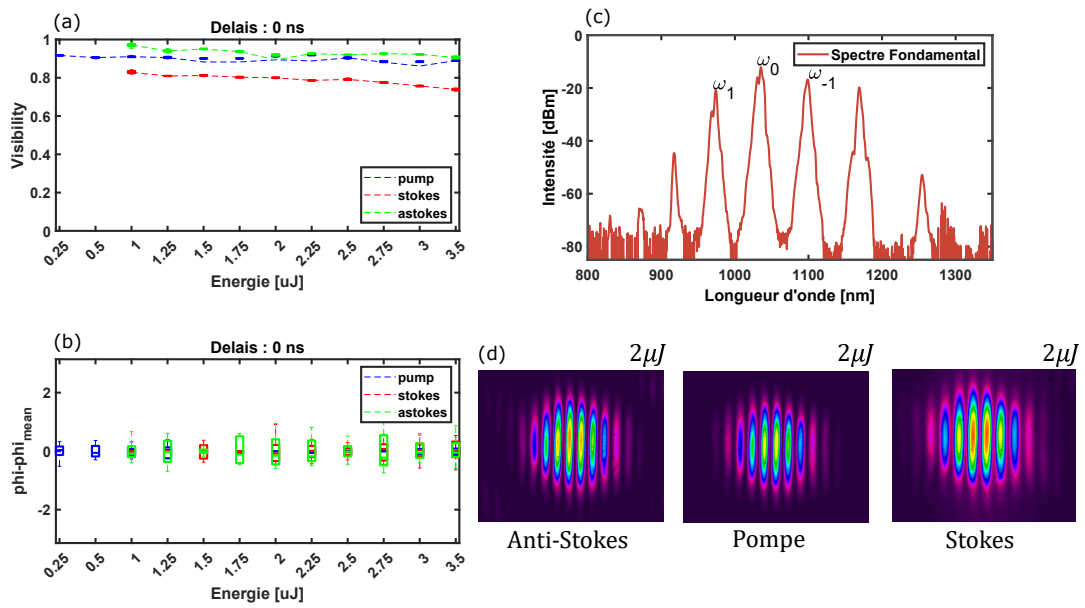 (a)
Delais : 0 ns
1
0.8
0.6
0.4
0.2
0
Visibility
pump
stokes
astokes
0.25
0.5
1
1.25
1.5
1.75
2
2.25
2.5
2.75
3
3.5
Energie [uJ]
(c)
0
-20
-40
-60
-80
Intensité [dBm]
Spectre Fondamental
ω1
ω0
ω-1
800
900
1000
1100
1200
1300
Longueur d'onde [nm]
(b)
Delais : 0 ns
2
0
-2
phi-phimean
pump
stokes
astokes
0.25
0.5
1
1.25
1.5
1.75
2
2.25
2.5
2.75
3
3.5
Energie [uJ]
(d)
2μJ
2μJ
2μJ
Anti-Stokes
Pompe
Stokes